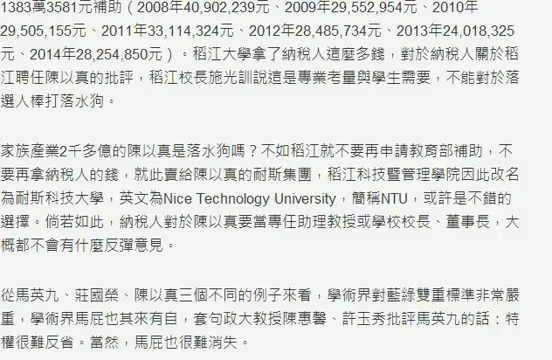 1383萬3581元補助（2008年40,902,239元、2009年29,552,954元、2010年
29,505,155元、2011年33,114,324元、2012年28,485,734元、2013年24,018,325
元、2014年28,254,850元）。稻江大學拿了納稅人這麼多錢，對於納稅人關於稻
江聘任陳以真的批評，稻江校長施光訓說這是專業考量與學生需要，不能對於落
選人棒打落水狗。
家族產業2千多億的陳以真是落水狗嗎？不如稻江就不要再申請教育部補助，不
要再拿納稅人的錢，就此賣給陳以真的耐斯集團，稻江科技暨管理學院因此改名
為耐斯科技大學，英文為Nice Technology University，簡稱NTU，或許是不錯的
選擇。倘若如此，納稅人對於陳以真要當專任助理教授或學校校長、董事長，大
概都不會有什麼反彈意見。
從馬英九、莊國榮、陳以真三個不同的例子來看，學術界對藍綠雙重標準非常嚴
重，學術界馬屁也其來有自，套句政大教授陳惠馨、許玉秀批評馬英九的話：特
權很難反省。當然，馬屁也很難消失。